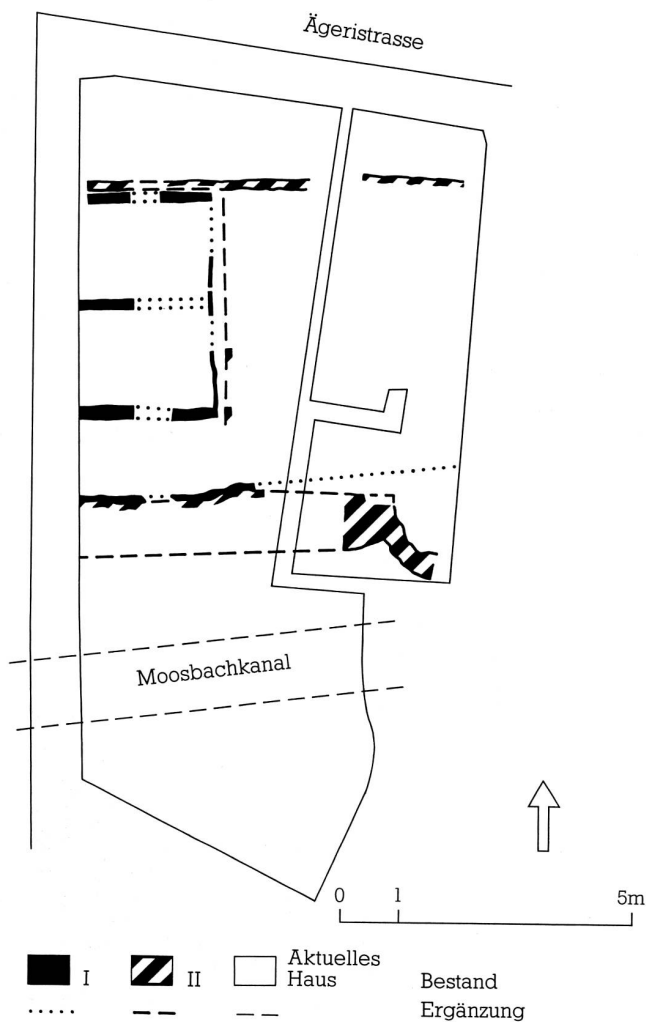 Ägeristrasse
Moosbachkanal
0 1 5m
I II Aktuelles
Haus
Bestand
Ergänzung